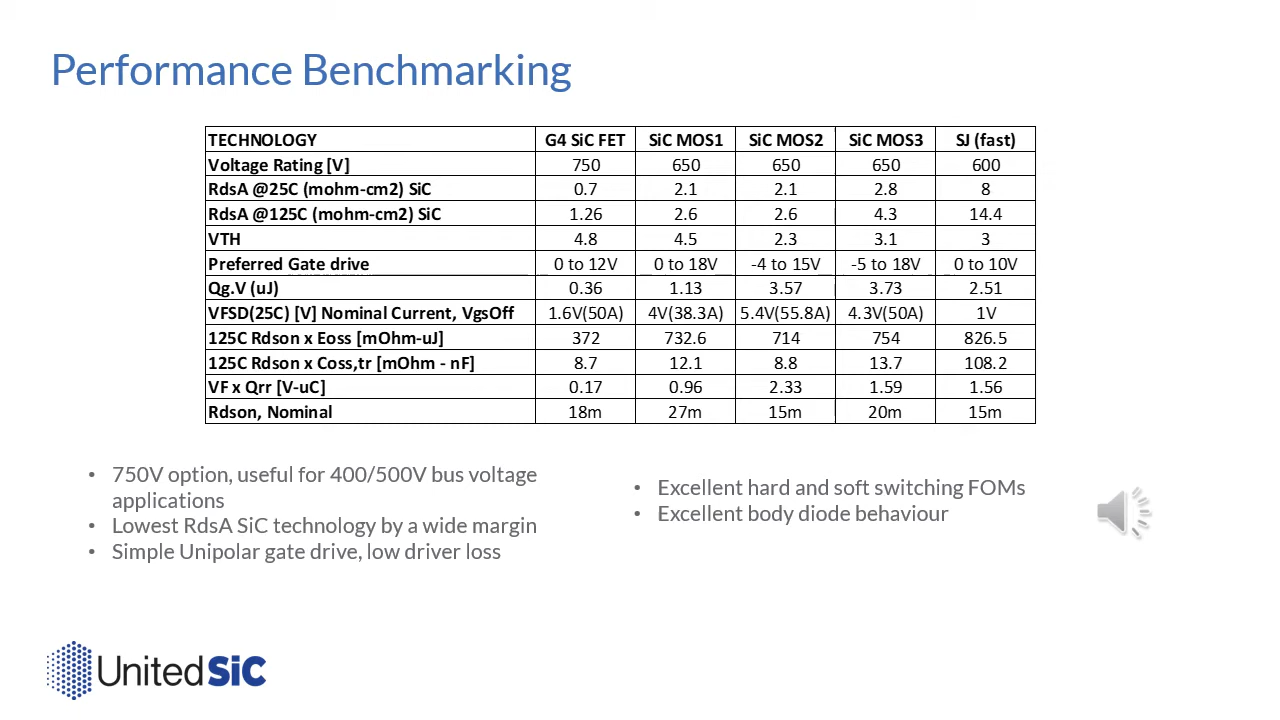 Performance Benchmarking
TECHNOLOGY G4 SiC FET SiC MOS1 SiC MOS2 SiC MOS3 SJ (fast)
Voltage Rating [V] 750 650 650 650 600
RdsA @25C (mohm-cm2) SiC 0.7 2.1 2.1 2.8 8
RdsA @125C (mohm-cm2) SiC 1.26 2.6 2.6 4.3 14.4
VTH 4.8 4.5 2.3 3.1 3
Preferred Gate drive 0 to 12V 0 to 18V -4 to 15V -5 to 18V 0 to 10V
Qg.V (uJ) 0.36 1.13 3.57 3.73 2.51
VFSD(25C) [V] Nominal Current, VgsOff 1.6V(50A) 4V(38.3A) 5.4V(55.8A) 4.3V(50A) 1V
125C Rdson x Eoss [mOhm-uJ] 372 732.6 714 754 826.5
125C Rdson x Coss,tr [mOhm - nF] 8.7 12.1 8.8 13.7 108.2
VF x Qrr [V-uC] 0.17 0.96 2.33 1.59 1.56
Rdson, Nominal 18m 27m 15m 20m 15m
• 750V option, useful for 400/500V bus voltage
applications
• Lowest RdsA SiC technology by a wide margin
• Simple Unipolar gate drive, low driver loss
• Excellent hard and soft switching FOMs
• Excellent body diode behaviour
UnitedSiC